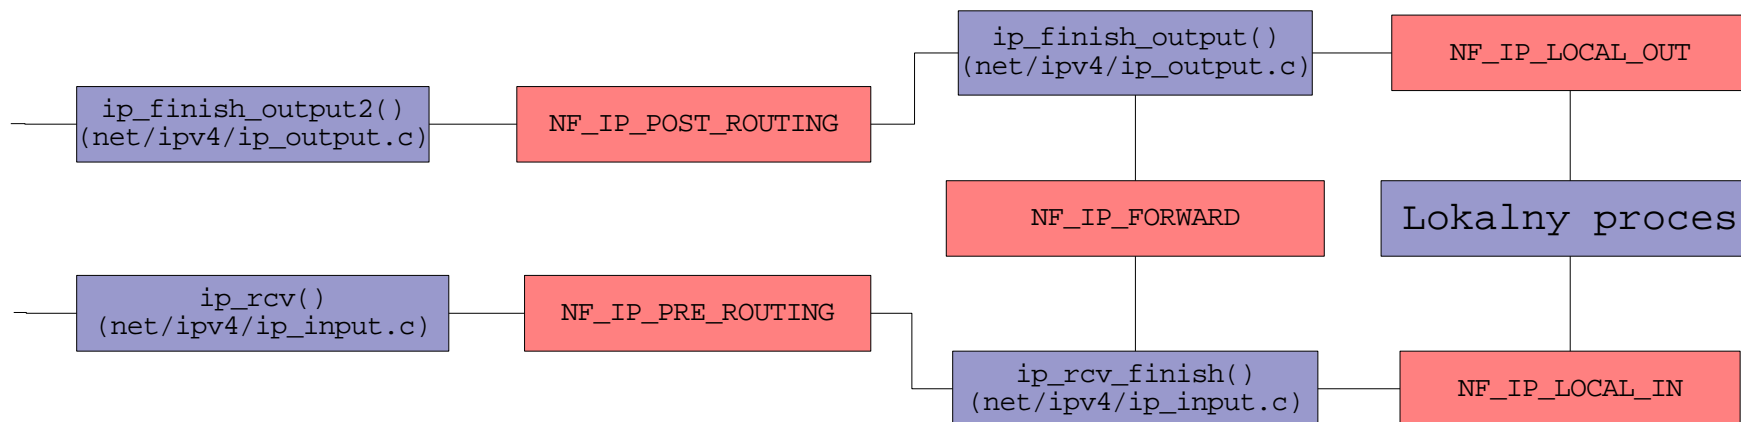 ip_finish_output()
(net/ipv4/ip_output.c)
NF_IP_LOCAL_OUT
ip_finish_output2()
(net/ipv4/ip_output.c)
NF_IP_POST_ROUTING
NF_IP_FORWARD
Lokalny proces
ip_rcv()
(net/ipv4/ip_input.c)
NF_IP_PRE_ROUTING
ip_rcv_finish()
(net/ipv4/ip_input.c)
NF_IP_LOCAL_IN